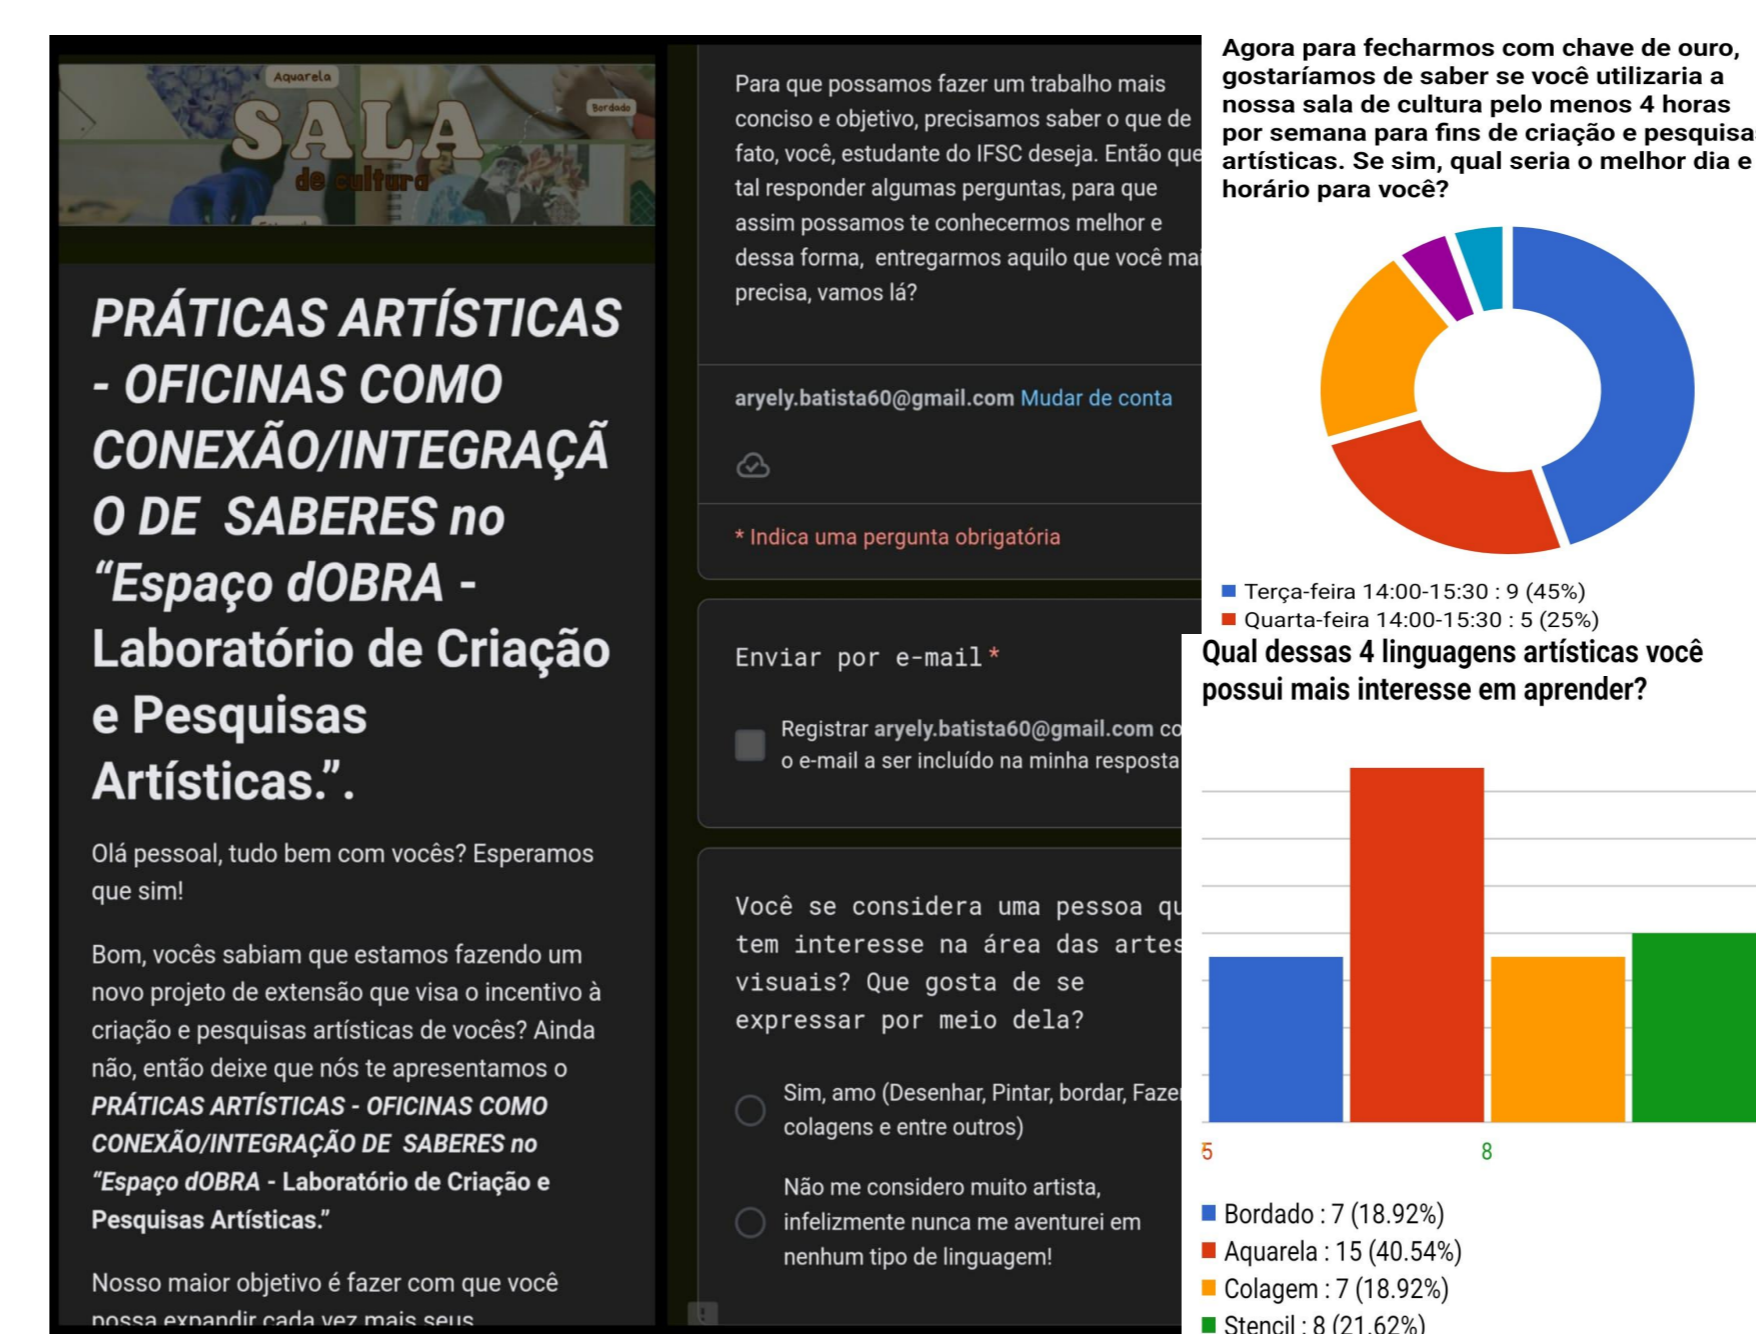 Aquarela
Bordado
SALA
de cultura
PRÁTICAS ARTÍSTICAS
- OFICINAS COMO
CONEXÃO/INTEGRAÇÃ
O DE SABERES no
“Espaço dOBRA -
Laboratório de Criação
e Pesquisas
Artísticas.”.
Olá pessoal, tudo bem com vocês? Esperamos
que sim!
Bom, vocês sabiam que estamos fazendo um
novo projeto de extensão que visa o incentivo à
criação e pesquisas artísticas de vocês? Ainda
não, então deixe que nós te apresentamos o
PRÁTICAS ARTÍSTICAS - OFICINAS COMO
CONEXÃO/INTEGRAÇÃO DE SABERES no
“Espaço dOBRA - Laboratório de Criação e
Pesquisas Artísticas.”
Nosso maior objetivo é fazer com que você
possa expandir cada vez mais seus
Para que possamos fazer um trabalho mais
conciso e objetivo, precisamos saber o que de
fato, você, estudante do IFSC deseja. Então que
tal responder algumas perguntas, para que
assim possamos te conhecermos melhor e
dessa forma, entregarmos aquilo que você mai
precisa, vamos lá?
aryely.batista60@gmail.com Mudar de conta
* Indica uma pergunta obrigatória
Enviar por e-mail *
Registrar aryely.batista60@gmail.com co
o e-mail a ser incluído na minha resposta
Você se considera uma pessoa qu
tem interesse na área das artes
visuais? Que gosta de se
expressar por meio dela?
Sim, amo (Desenhar, Pintar, bordar, Fazer
colagens e entre outros)
Não me considero muito artista,
infelizmente nunca me aventurei em
nenhum tipo de linguagem!
Agora para fecharmos com chave de ouro,
gostaríamos de saber se você utilizaria a
nossa sala de cultura pelo menos 4 horas
por semana para fins de criação e pesquisas
artísticas. Se sim, qual seria o melhor dia e
horário para você?
Terça-feira 14:00-15:30 : 9 (45%)
Quarta-feira 14:00-15:30 : 5 (25%)
Qual dessas 4 linguagens artísticas você
possui mais interesse em aprender?
5 8
Bordado : 7 (18.92%)
Aquarela : 15 (40.54%)
Colagem : 7 (18.92%)
Stencil : 8 (21.62%)